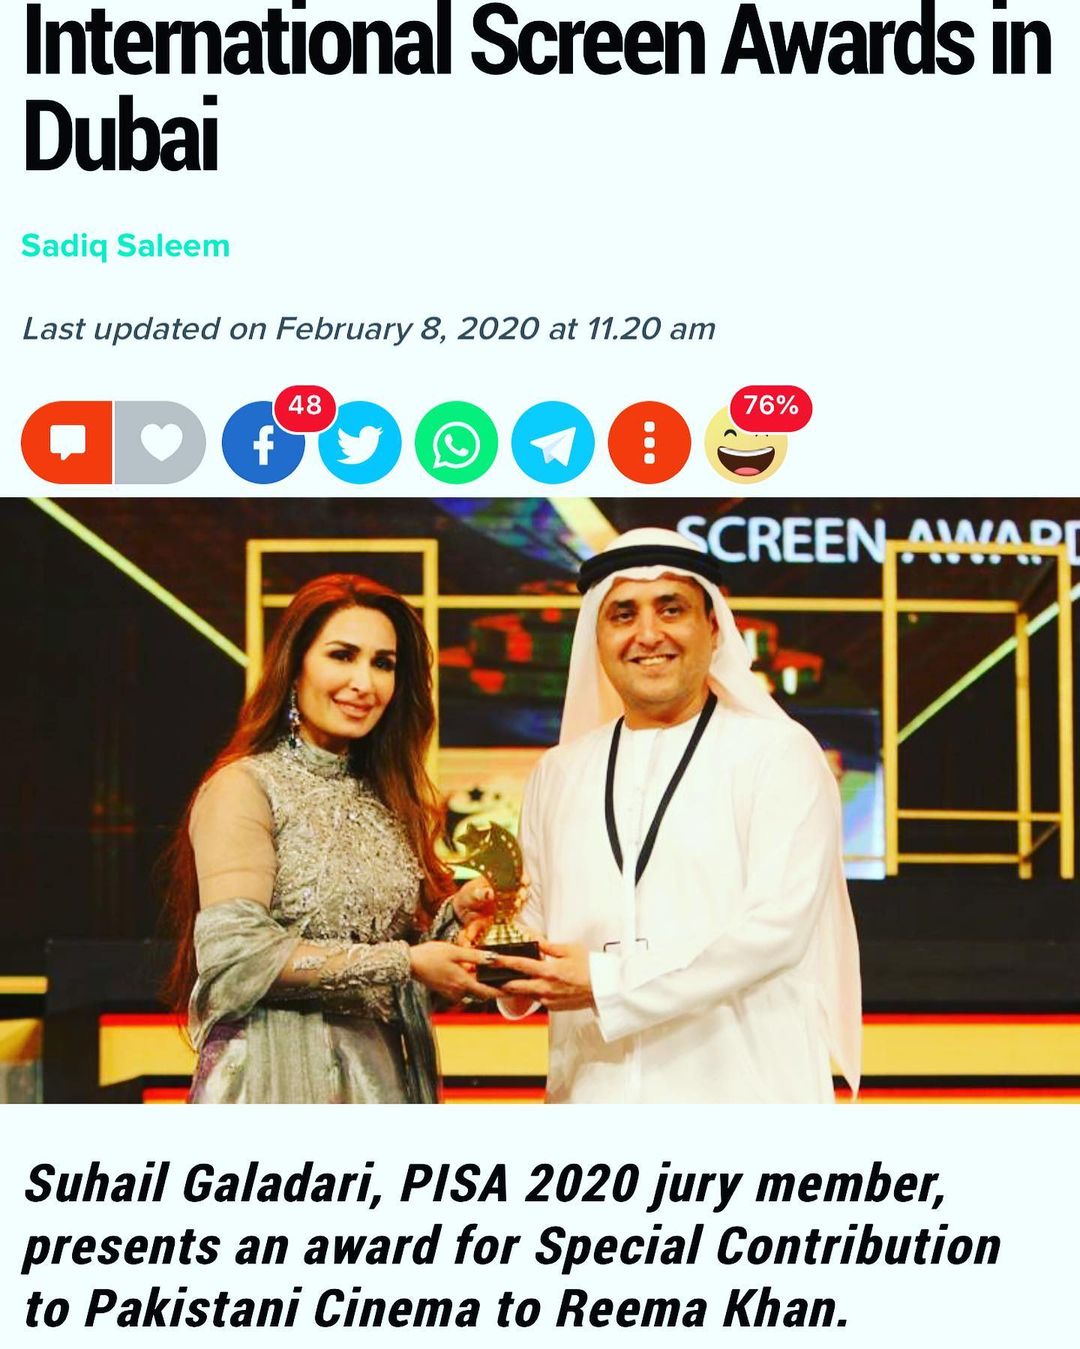 International Screen Awards in
Dubai
Sadiq Saleem
Last updated on February 8, 2020 at 11.20 am
48
76%
SCREEN AWARD
Suhail Galadari, PISA 2020 jury member,
presents an award for Special Contribution
to Pakistani Cinema to Reema Khan.